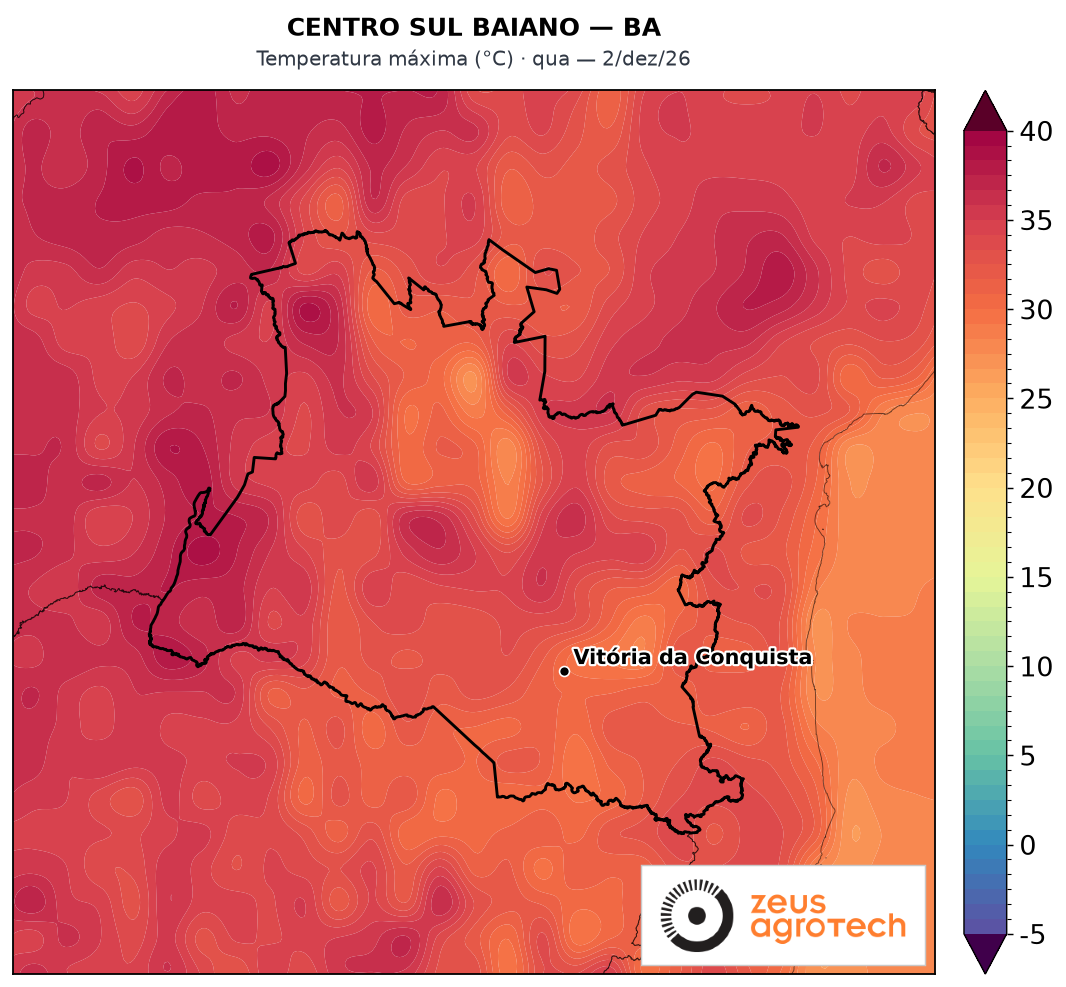 CENTRO SUL BAIANO — BA
Temperatura máxima (°C) · qua — 2/dez/26
40
35
30
25
20
15
10
5
0
-5
Vitória da Conquista
zeus
agrotech